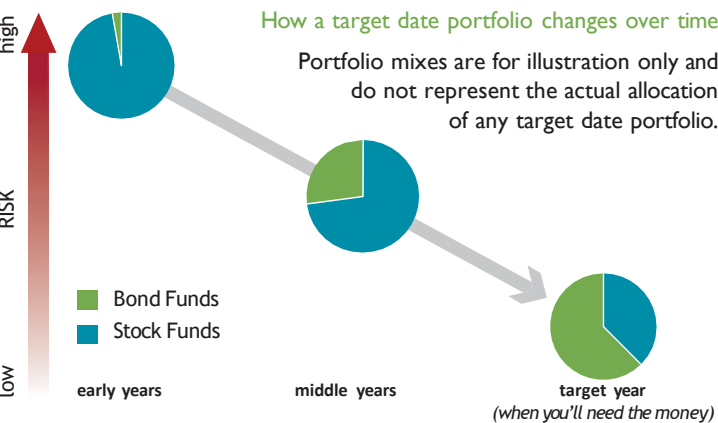 How a target date portfolio changes over time
Portfolio mixes are for illustration only and
do not represent the actual allocation
of any target date portfolio.
high
RISK
low
Bond Funds
Stock Funds
early years
middle years
target year
(when you'll need the money)